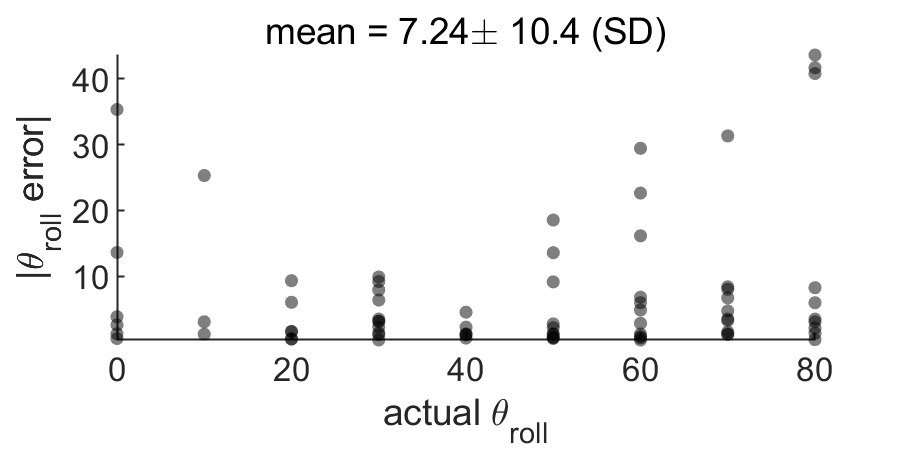 mean = 7.24± 10.4 (SD)
|θroll error|
40
30
20
10
0 20 40 60 80
actual θroll